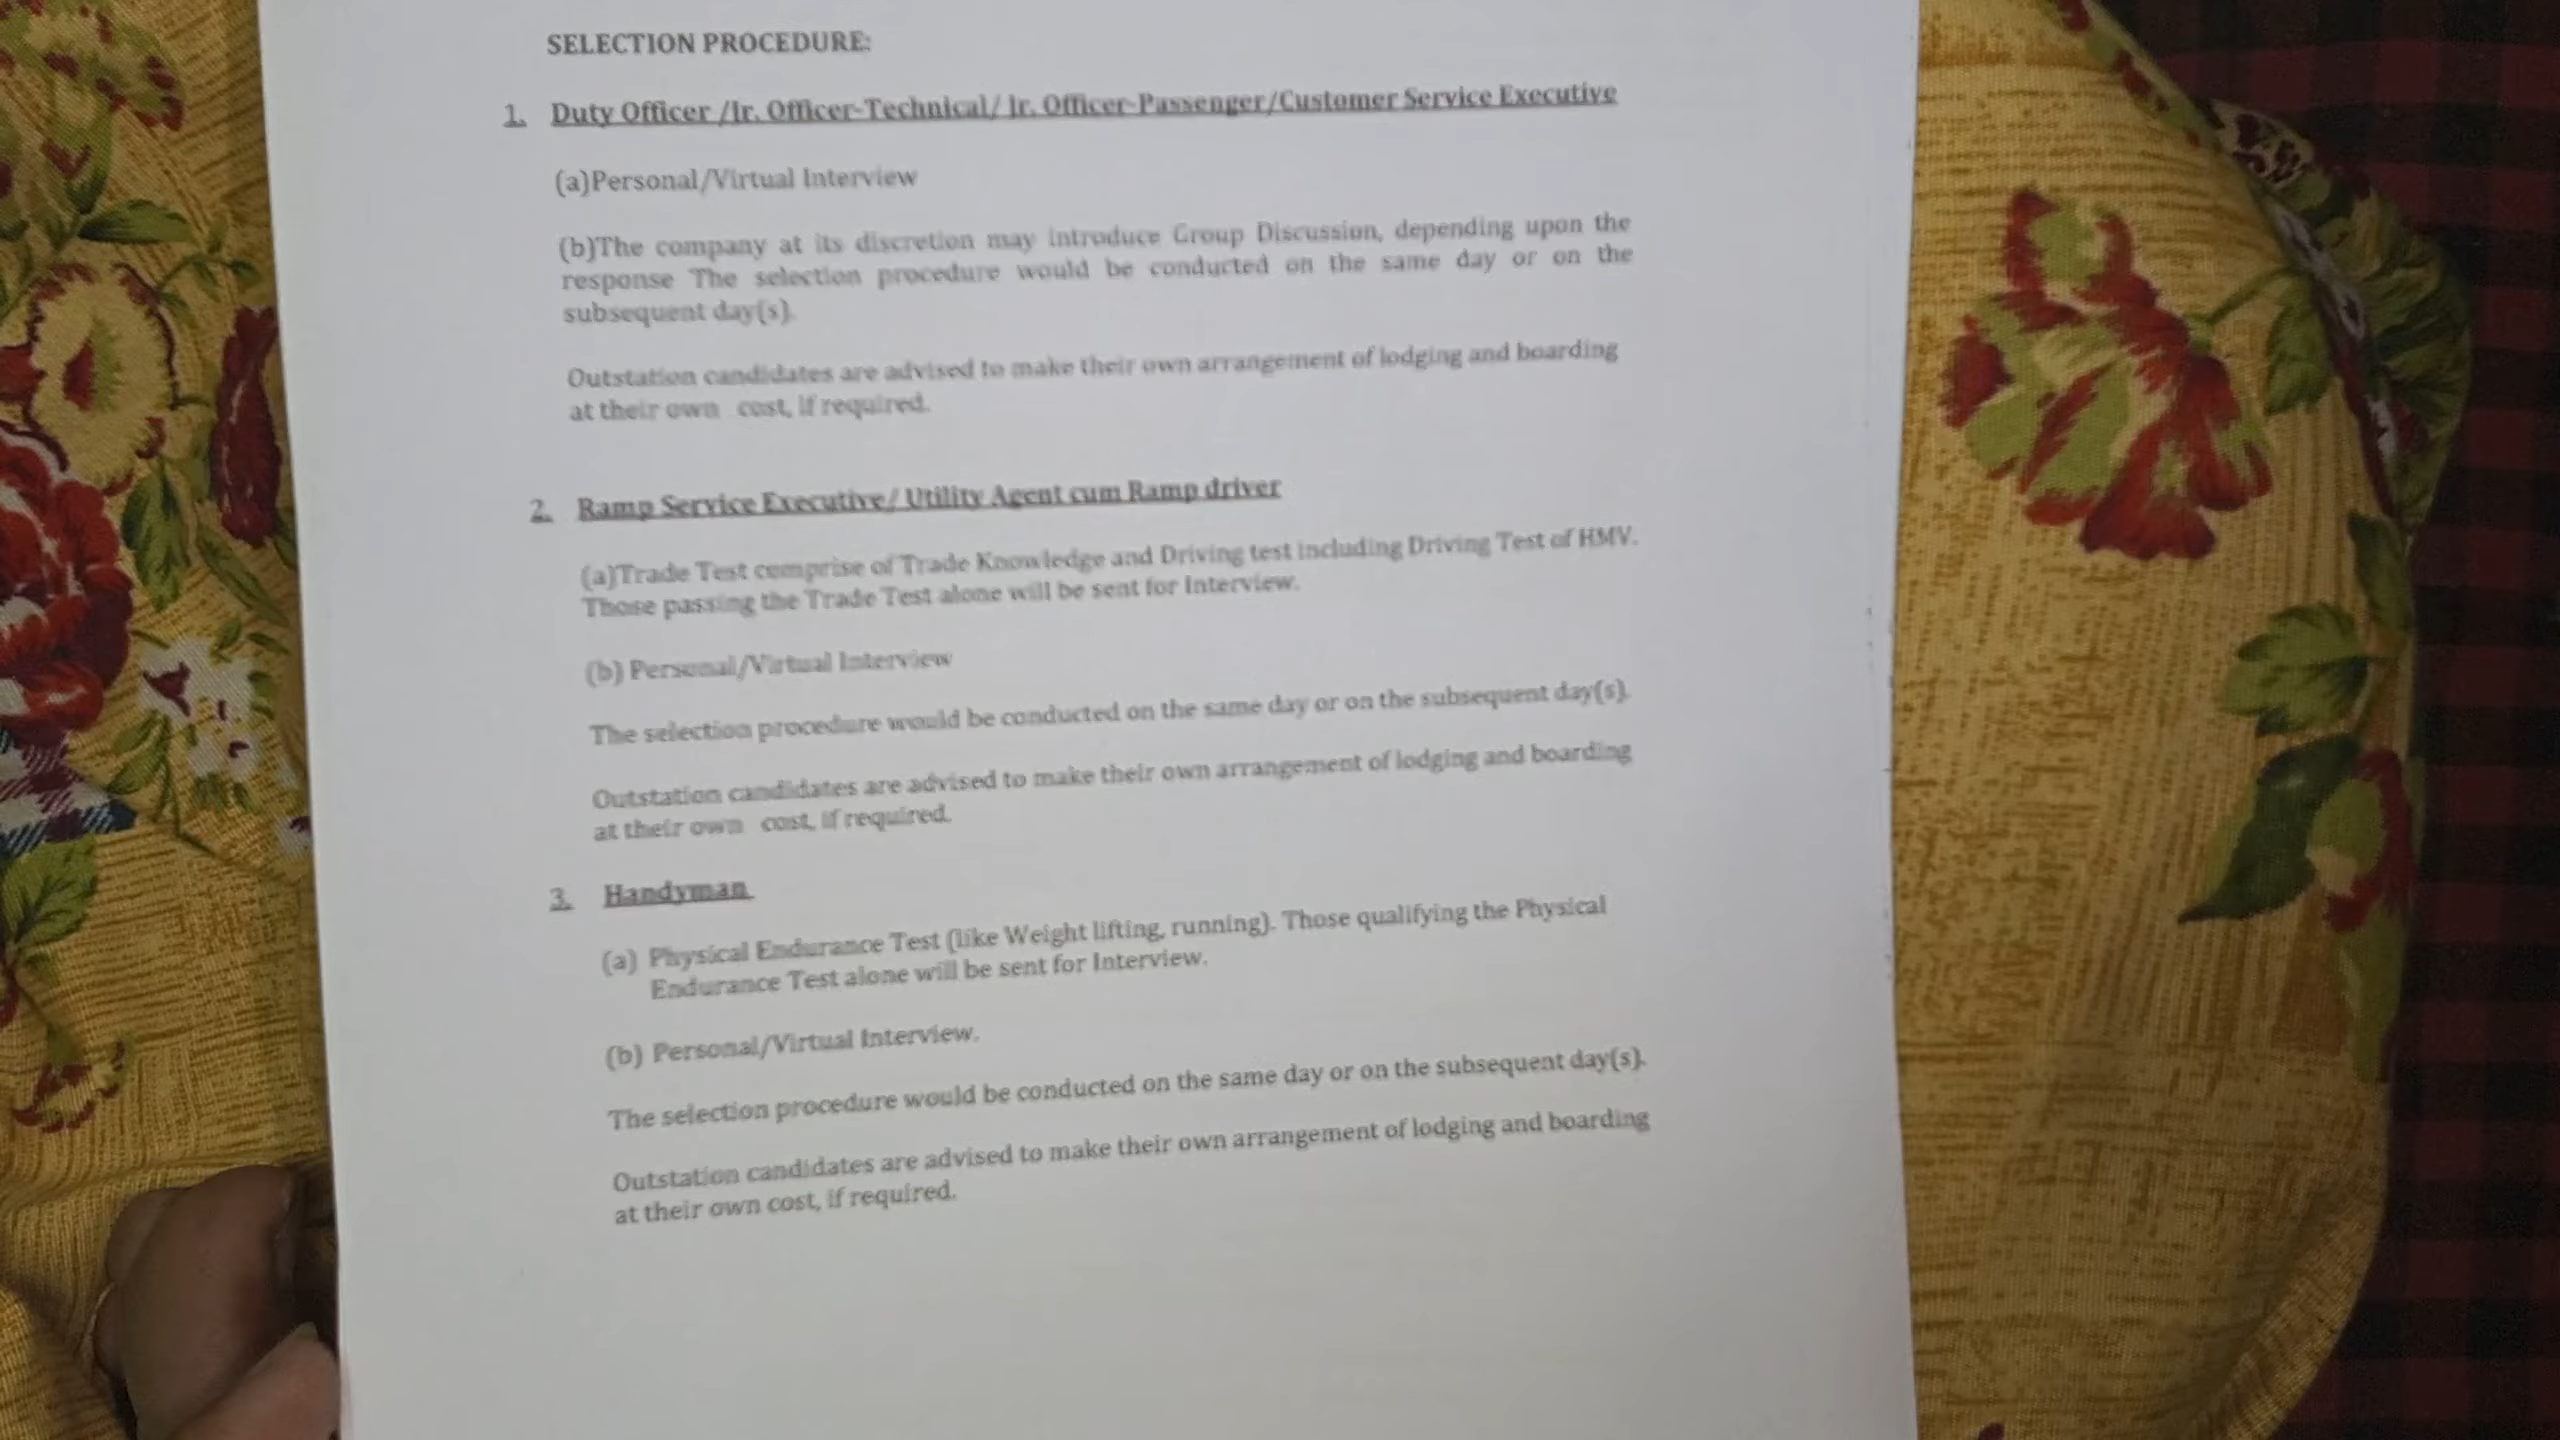 SELECTION PROCEDURE:
1. Duty Officer /Jr. Officer-Technical/ Jr. Officer-Passenger/Customer Service Executive
(a)Personal/Virtual Interview
(b)The company at its discretion may introduce Group Discussion, depending upon the
response The selection procedure would be conducted on the same day or on the
subsequent day(s).
Outstation candidates are advised to make their own arrangement of lodging and boarding
at their own cost, if required.
2. Ramp Service Executive/ Utility Agent cum Ramp driver
(a)Trade Test comprise of Trade Knowledge and Driving test including Driving Test of HMV.
Those passing the Trade Test alone will be sent for Interview.
(b) Personal/Virtual Interview
The selection procedure would be conducted on the same day or on the subsequent day(s).
Outstation candidates are advised to make their own arrangement of lodging and boarding
at their own cost, if required.
3. Handyman
(a) Physical Endurance Test (like Weight lifting, running). Those qualifying the Physical
Endurance Test alone will be sent for Interview.
(b) Personal/Virtual Interview.
The selection procedure would be conducted on the same day or on the subsequent day(s).
Outstation candidates are advised to make their own arrangement of lodging and boarding
at their own cost, if required.